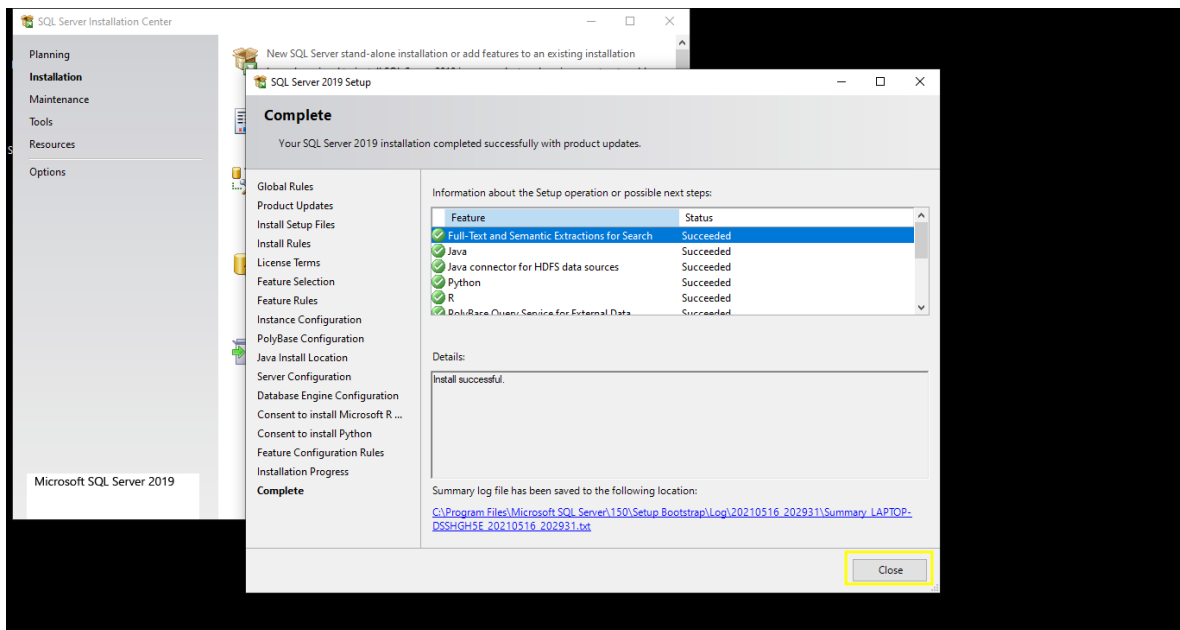 SQL Server Installation Center
Planning
Installation
Maintenance
Tools
Resources
Options
Microsoft SQL Server 2019
New SQL Server stand-alone installation or add features to an existing installation
SQL Server 2019 Setup
Complete
Your SQL Server 2019 installation completed successfully with product updates.
Global Rules
Product Updates
Install Setup Files
Install Rules
License Terms
Feature Selection
Feature Rules
Instance Configuration
PolyBase Configuration
Java Install Location
Server Configuration
Database Engine Configuration
Consent to install Microsoft R ...
Consent to install Python
Feature Configuration Rules
Installation Progress
Complete
Information about the Setup operation or possible next steps:
Feature Status
Full-Text and Semantic Extractions for Search Succeeded
Java Succeeded
Java connector for HDFS data sources Succeeded
Python Succeeded
R Succeeded
PolyBase Query Service for External Data Succeeded
Details:
Install successful.
Summary log file has been saved to the following location:
C:\Program Files\Microsoft SQL Server\150\Setup Bootstrap\Log\20210516_202931\Summary_LAPTOP-
DSSHGH5E_20210516_202931.txt
Close